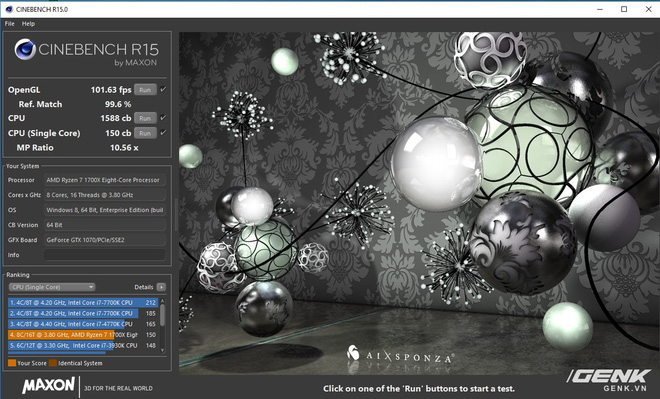 CINEBENCH R15.0
File Help
CINEBENCH R15
by MAXON
OpenGL 101.63 fps Run
Ref. Match 99.6 %
CPU 1588 cb Run
CPU (Single Core) 150 cb Run
MP Ratio 10.56 x
Your System
Processor AMD Ryzen 7 1700X Eight-Core Processor
Cores x GHz 8 Cores, 16 Threads @ 3.80 GHz
OS Windows 8, 64 Bit, Enterprise Edition (buil
CB Version 64 Bit
GFX Board GeForce GTX 1070/PCIe/SSE2
Info
Ranking
CPU (Single Core) Details +
1. 4C/8T @ 4.20 GHz, Intel Core i7-7700K CPU 212
2. 4C/8T @ 4.20 GHz, Intel Core i7-7700K CPU 185
3. 4C/8T @ 4.40 GHz, Intel Core i7-4770K CPU 165
4. 8C/16T @ 3.80 GHz, AMD Ryzen 7 1700X Eigh 150
5. 6C/12T @ 3.30 GHz, Intel Core i7-3930K CPU 148
Your Score Identical System
AIXSPONZA
MAXON 3D FOR THE REAL WORLD
Click on one of the 'Run' buttons to start a test.
GENK
GENK.VN